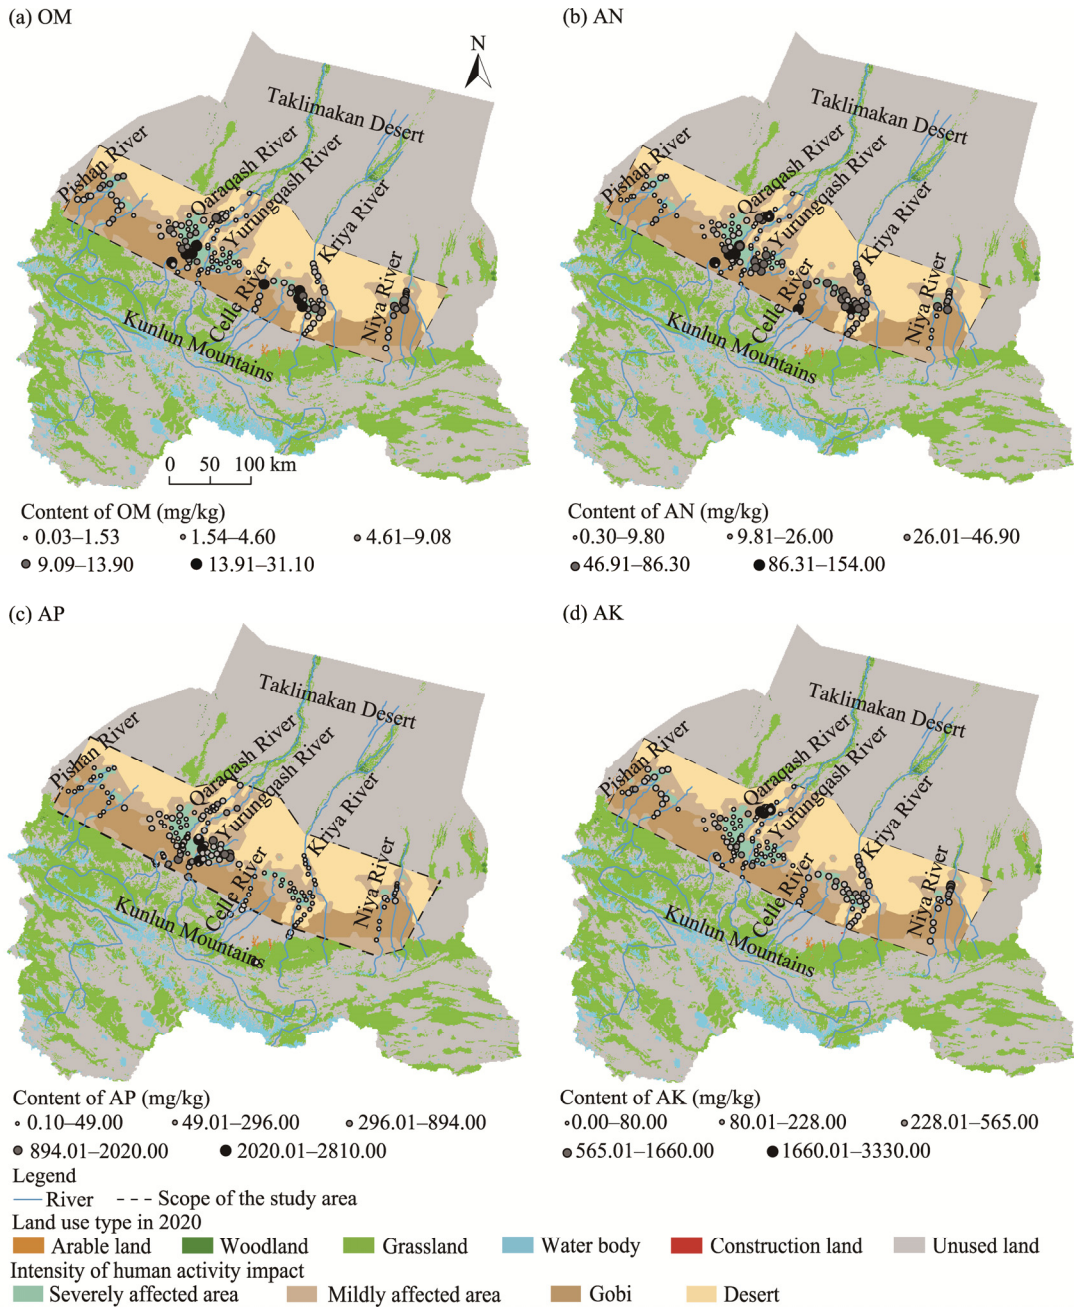 (a) OM
(b) AN
N
Taklimakan Desert
Pishan River
Qaraqash River
Yurungqash River
Kriya River
Celle River
Niya River
Kunlun Mountains
0 50 100 km
Taklimakan Desert
Pishan River
Qaraqash River
Yurungqash River
Kriya River
Celle River
Niya River
Kunlun Mountains
Content of OM (mg/kg)
0.03–1.53 1.54–4.60 4.61–9.08
9.09–13.90 13.91–31.10
Content of AN (mg/kg)
0.30–9.80 9.81–26.00 26.01–46.90
46.91–86.30 86.31–154.00
(c) AP
(d) AK
Taklimakan Desert
Pishan River
Qaraqash River
Yurungqash River
Kriya River
Celle River
Niya River
Kunlun Mountains
Taklimakan Desert
Pishan River
Qaraqash River
Yurungqash River
Kriya River
Celle River
Niya River
Kunlun Mountains
Content of AP (mg/kg)
0.10–49.00 49.01–296.00 296.01–894.00
894.01–2020.00 2020.01–2810.00
Content of AK (mg/kg)
0.00–80.00 80.01–228.00 228.01–565.00
565.01–1660.00 1660.01–3330.00
Legend
River Scope of the study area
Land use type in 2020
Arable land Woodland Grassland Water body Construction land Unused land
Intensity of human activity impact
Severely affected area Mildly affected area Gobi Desert